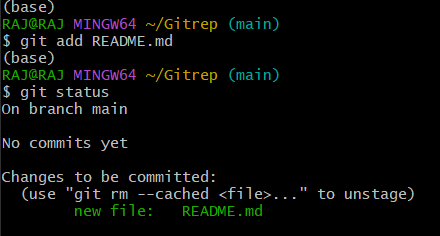 (base)
RAJ@RAJ MINGW64 ~/Gitrep (main)
$ git add README.md
(base)
RAJ@RAJ MINGW64 ~/Gitrep (main)
$ git status
On branch main

No commits yet

Changes to be committed:
  (use "git rm --cached <file>..." to unstage)
        new file:   README.md